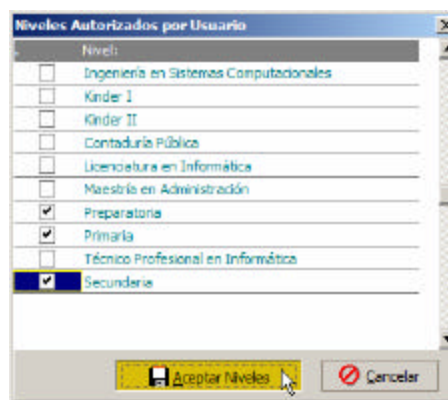 Niveles Autorizados por Usuario
Nivel:
Ingeniería en Sistemas Computacionales
Kinder I
Kinder II
Contaduría Pública
Licenciatura en Informática
Maestría en Administración
Preparatoria
Primaria
Técnico Profesional en Informática
Secundaria
Aceptar Niveles
Cancelar